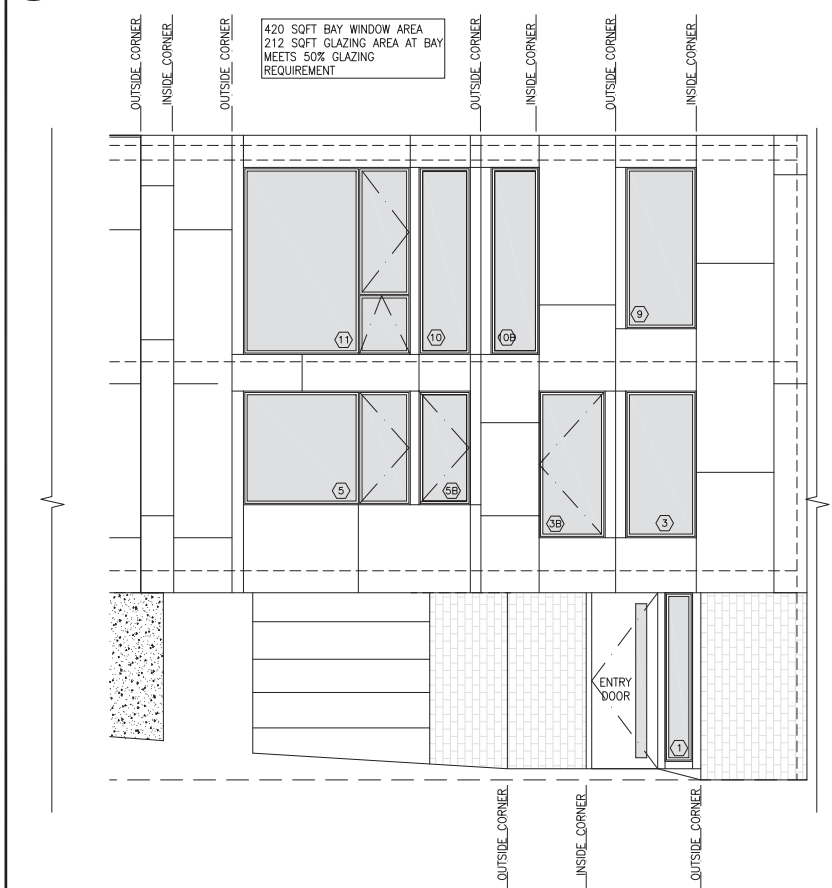 OUTSIDE CORNER
INSIDE CORNER
OUTSIDE CORNER
420 SQFT BAY WINDOW AREA
212 SQFT GLAZING AREA AT BAY
MEETS 50% GLAZING
REQUIREMENT
OUTSIDE CORNER
INSIDE CORNER
OUTSIDE CORNER
INSIDE CORNER
11
10
10B
9
5
5B
3B
3
ENTRY
DOOR
1
OUTSIDE CORNER
INSIDE CORNER
OUTSIDE CORNER